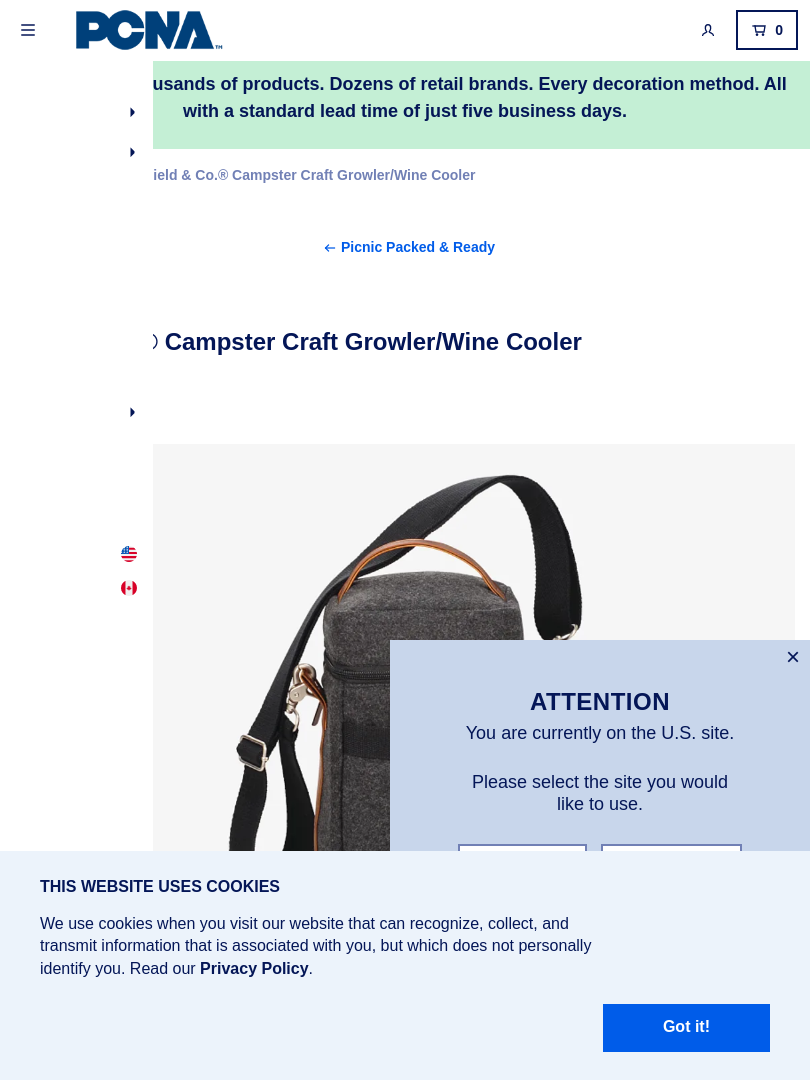 PCNA
TM
0
usands of products. Dozens of retail brands. Every decoration method. All
with a standard lead time of just five business days.
ield & Co.® Campster Craft Growler/Wine Cooler
Picnic Packed & Ready
Campster Craft Growler/Wine Cooler
ATTENTION
You are currently on the U.S. site.
Please select the site you would
like to use.
THIS WEBSITE USES COOKIES
We use cookies when you visit our website that can recognize, collect, and
transmit information that is associated with you, but which does not personally
identify you. Read our Privacy Policy.
Got it!